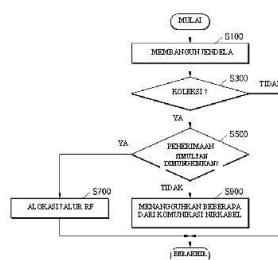 MULAI
S100
MEMBANGUN JENDELA
S300
KOLEKSI ?
TIDAK
YA
S500
YA
PENERIMAAN
SIMULTAN
DIMUNGKINKAN?
TIDAK
S700
S900
ALOKASI JALUR RF
MENANGGUHKAN BEBERAPA
DARI KOMUNIKASI NIRKABEL
BERAKHIR